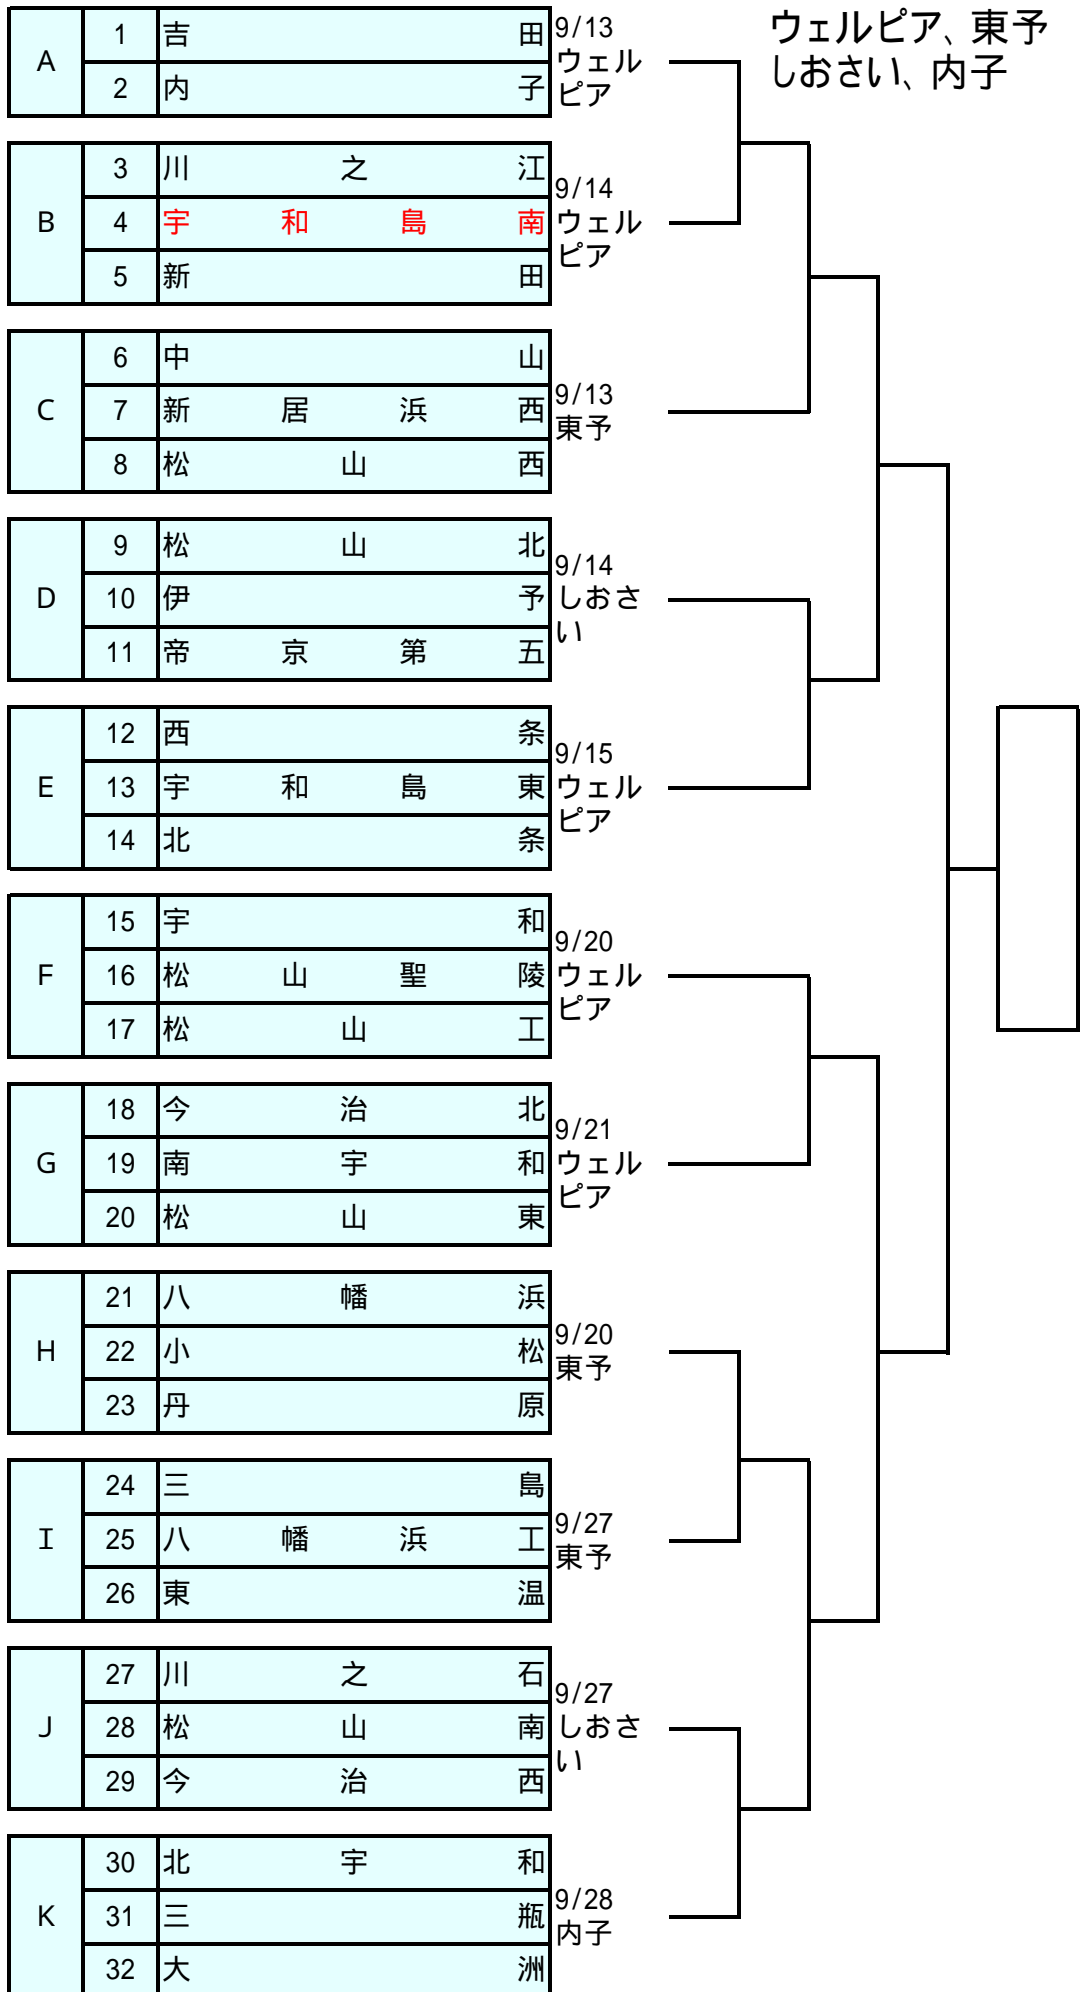 ウェルピア、東予
しおさい、内子
A
1 吉田
2 内子
9/13
ウェル
ピア
B
3 川之江
4 宇和島南
5 新田
9/14
ウェル
ピア
C
6 中山
7 新居浜西
8 松山西
9/13
東予
D
9 松山北
10 伊予
11 帝京第五
9/14
しおさ
い
E
12 西条
13 宇和島東
14 北条
9/15
ウェル
ピア
F
15 宇和
16 松山聖陵
17 松山工
9/20
ウェル
ピア
G
18 今治北
19 南宇和
20 松山東
9/21
ウェル
ピア
H
21 八幡浜
22 小松
23 丹原
9/20
東予
I
24 三島
25 八幡浜工
26 東温
9/27
東予
J
27 川之石
28 松山南
29 今治西
9/27
しおさ
い
K
30 北宇和
31 三瓶
32 大洲
9/28
内子